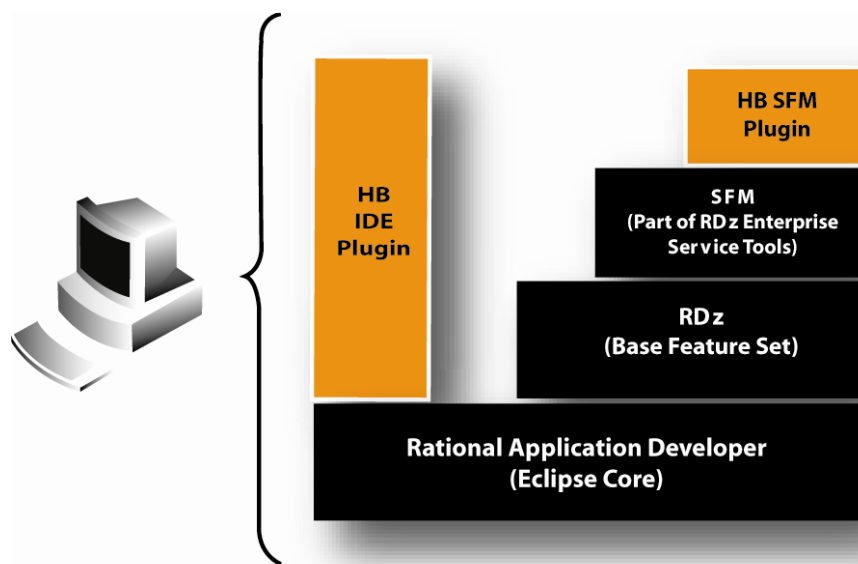 HB
IDE
Plugin
HB SFM
Plugin
SFM
(Part of RDz Enterprise
Service Tools)
RDz
(Base Feature Set)
Rational Application Developer
(Eclipse Core)